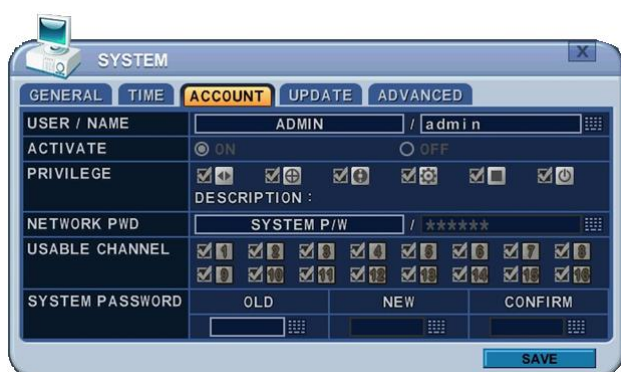 SYSTEM
X
GENERAL TIME ACCOUNT UPDATE ADVANCED
USER / NAME ADMIN / admin
ACTIVATE ON OFF
PRIVILEGE
DESCRIPTION :
NETWORK PWD SYSTEM P/W / ******
USABLE CHANNEL 1 2 3 4 5 6 7 8
9 10 11 12 13 14 15 16
SYSTEM PASSWORD OLD NEW CONFIRM
SAVE